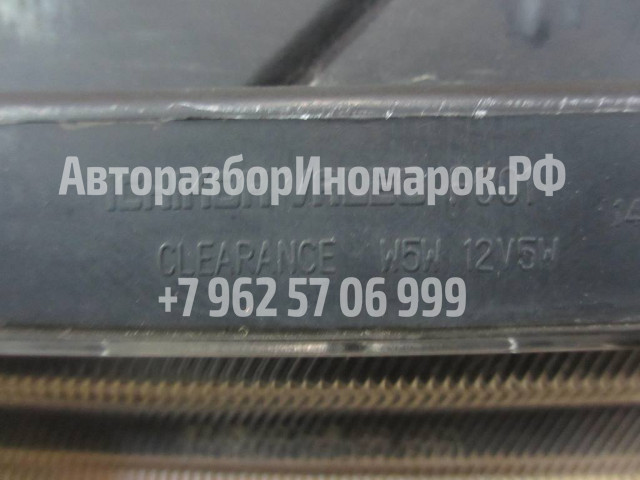 АвторазборИномарок.РФ
CLEARANCE W5W 12V5W
+7 962 57 06 999